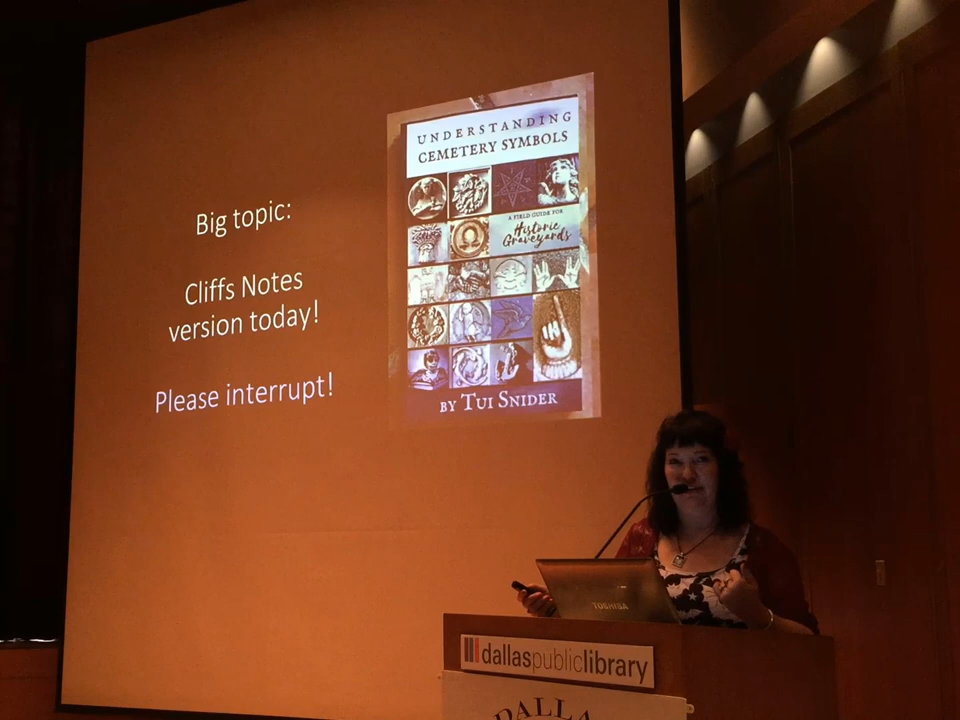 Big topic:
Cliffs Notes
version today!
Please interrupt!
UNDERSTANDING
CEMETERY SYMBOLS
A FIELD GUIDE FOR
Historic
Graveyards
BY TUI SNIDER
TOSHIBA
dallaspubliclibrary